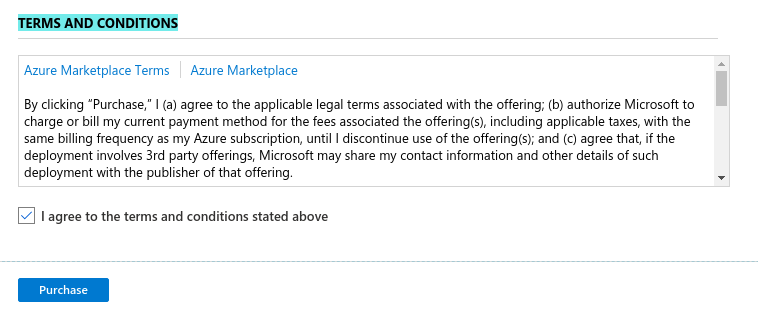 TERMS AND CONDITIONS
Azure Marketplace Terms | Azure Marketplace
By clicking “Purchase,” I (a) agree to the applicable legal terms associated with the offering; (b) authorize Microsoft to
charge or bill my current payment method for the fees associated the offering(s), including applicable taxes, with the
same billing frequency as my Azure subscription, until I discontinue use of the offering(s); and (c) agree that, if the
deployment involves 3rd party offerings, Microsoft may share my contact information and other details of such
deployment with the publisher of that offering.
I agree to the terms and conditions stated above
Purchase